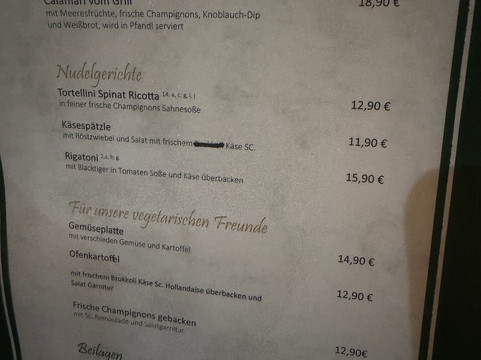 Calamari vom Grill 18,90 €
mit Meeresfrüchte, frische Champignons, Knoblauch-Dip
und Weißbrot, wird in Pfandl serviert
Nudelgerichte
Tortellini Spinat Ricotta 12,90 €
in feiner frische Champignons Sahnesoße
Käsespätzle 11,90 €
mit Röstzwiebel und Salat mit frischem Käse SC.
Rigatoni 15,90 €
mit Blacktiger in Tomaten Soße und Käse überbacken
Für unsere vegetarischen Freunde
Gemüseplatte 14,90 €
mit verschieden Gemüse und Kartoffel
Ofenkartoffel 12,90 €
mit frischem Brokkoli Käse Sc. Hollandaise überbacken und
Salat Garnitur
Frische Champignons gebacken 12,90€
mit Sc. Remoulade und Salatgarnitur
Beilagen